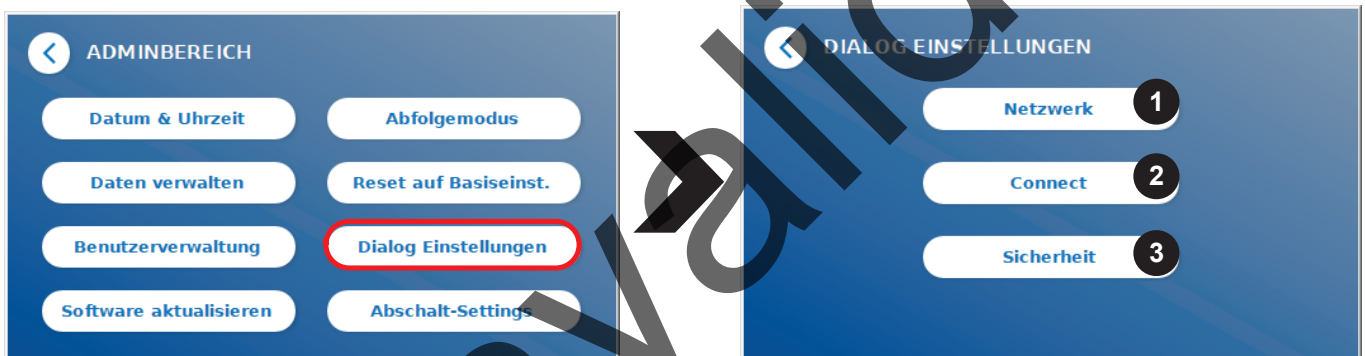 ADMINBEREICH
Datum & Uhrzeit
Abfolgemodus
Daten verwalten
Reset auf Basiseinst.
Benutzerverwaltung
Dialog Einstellungen
Software aktualisieren
Abschalt-Settings
DIALOG EINSTELLUNGEN
Netzwerk 1
Connect 2
Sicherheit 3